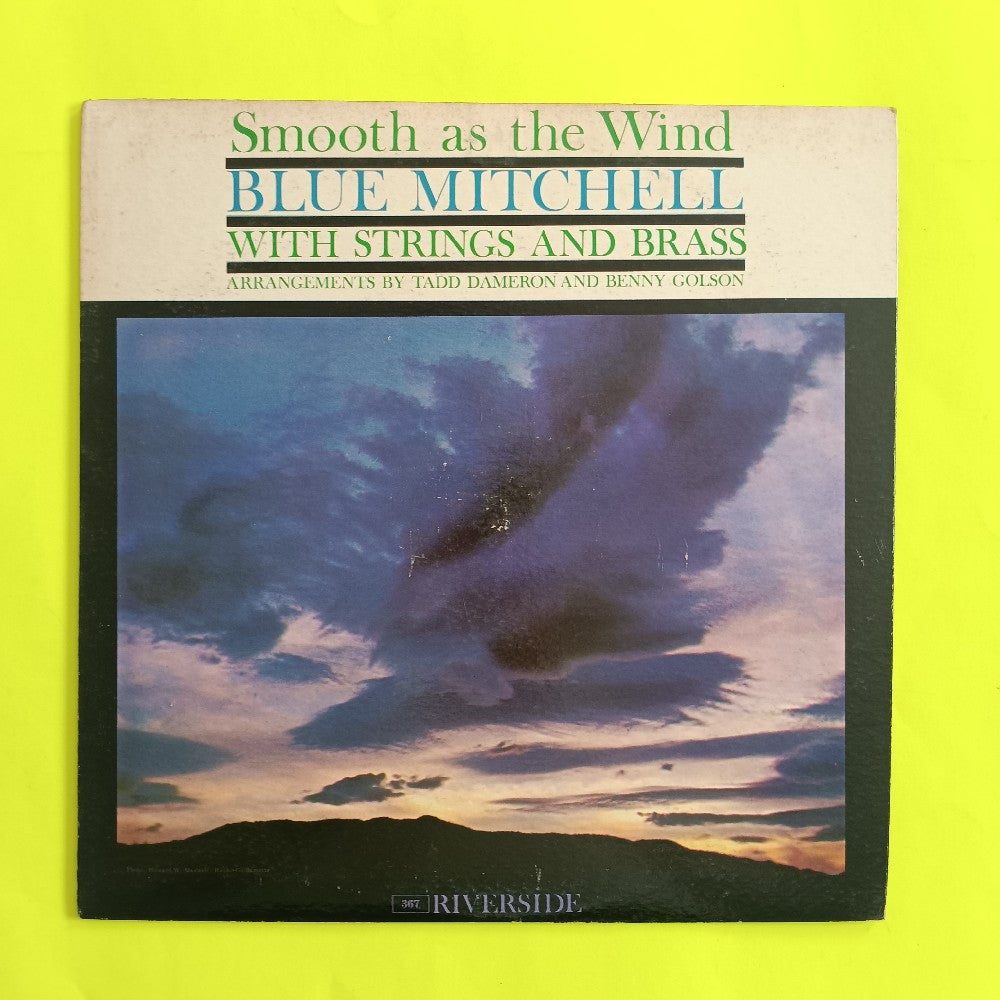 Smooth as the Wind
BLUE MITCHELL
WITH STRINGS AND BRASS
ARRANGEMENTS BY TADD DAMERON AND BENNY GOLSON
367 RIVERSIDE